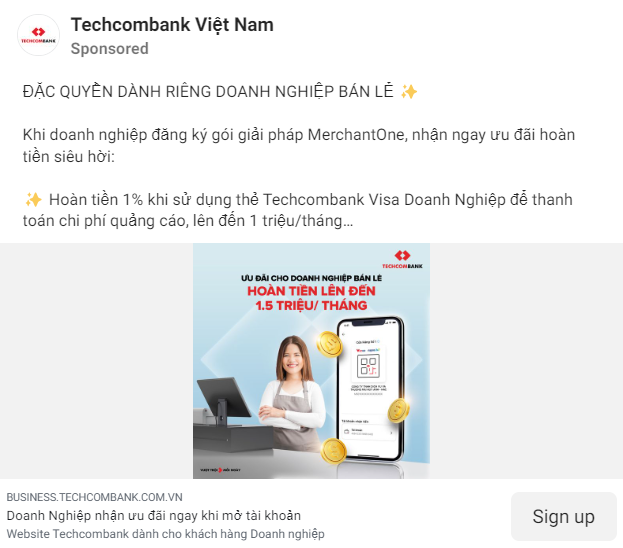 Techcombank Việt Nam
Sponsored
ĐẶC QUYỀN DÀNH RIÊNG DOANH NGHIỆP BÁN LẺ ✨
Khi doanh nghiệp đăng ký gói giải pháp MerchantOne, nhận ngay ưu đãi hoàn
tiền siêu hời:
✨ Hoàn tiền 1% khi sử dụng thẻ Techcombank Visa Doanh Nghiệp để thanh
toán chi phí quảng cáo, lên đến 1 triệu/tháng…
TECHCOMBANK
TECHCOMBANK
ƯU ĐÃI CHO DOANH NGHIỆP BÁN LẺ
HOÀN TIỀN LÊN ĐẾN
1.5 TRIỆU/ THÁNG
BUSINESS.TECHCOMBANK.COM.VN
Doanh Nghiệp nhận ưu đãi ngay khi mở tài khoản
Website Techcombank dành cho khách hàng Doanh nghiệp
Sign up